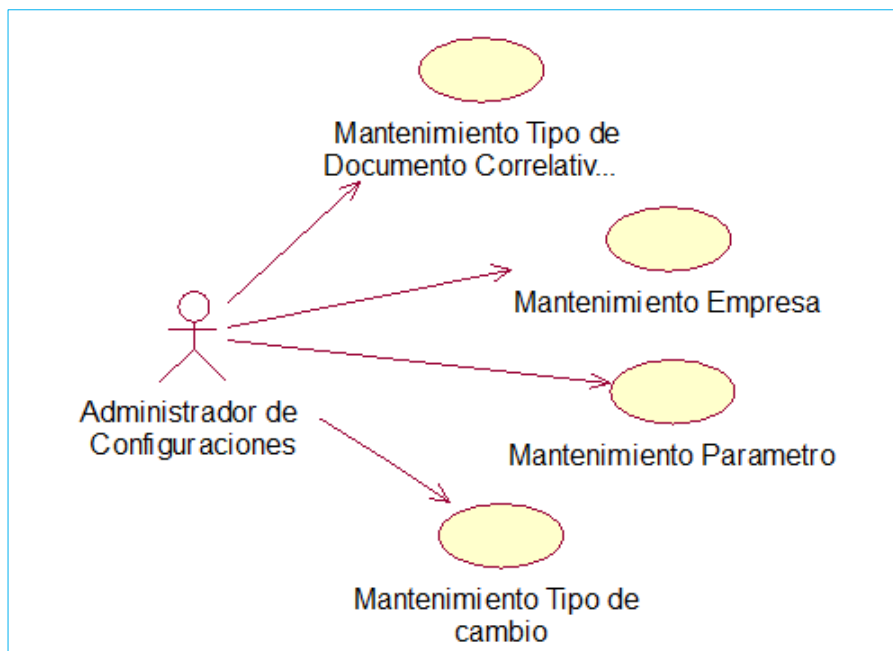 Mantenimiento Tipo de
Documento Correlativ...
Mantenimiento Empresa
Administrador de
Configuraciones
Mantenimiento Parametro
Mantenimiento Tipo de
cambio